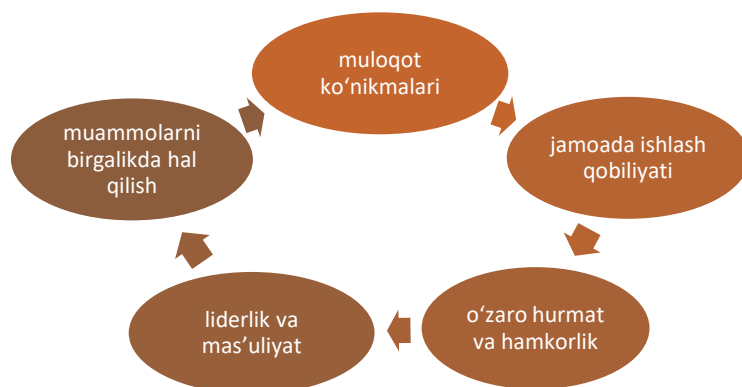 muloqot
ko‘nikmalari
jamoada ishlash
qobiliyati
o‘zaro hurmat
va hamkorlik
liderlik va
mas’uliyat
muammolarni
birgalikda hal
qilish